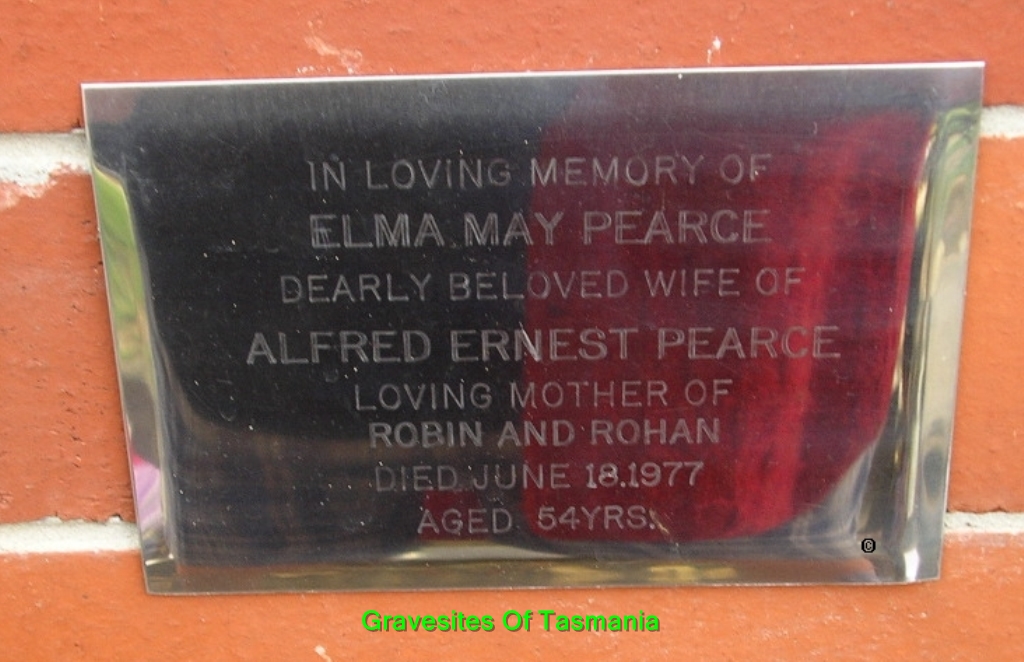 IN LOVING MEMORY OF
ELMA MAY PEARCE
DEARLY BELOVED WIFE OF
ALFRED ERNEST PEARCE
LOVING MOTHER OF
ROBIN AND ROHAN
DIED JUNE 18.1977
AGED 54YRS.
©
Gravesites Of Tasmania